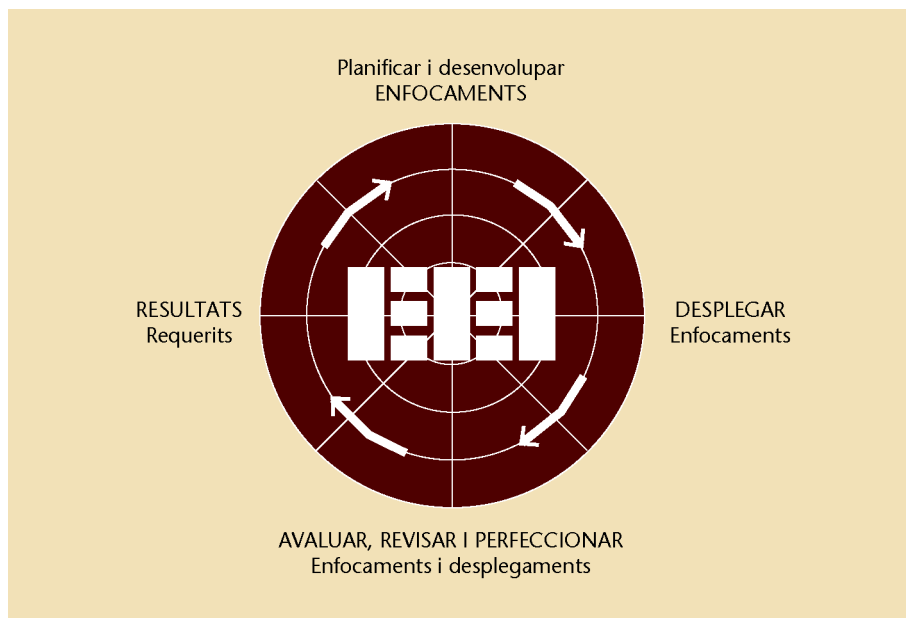 Planificar i desenvolupar
ENFOCAMENTS
RESULTATS
Requerits
DESPLEGAR
Enfocaments
AVALUAR, REVISAR I PERFECCIONAR
Enfocaments i desplegaments